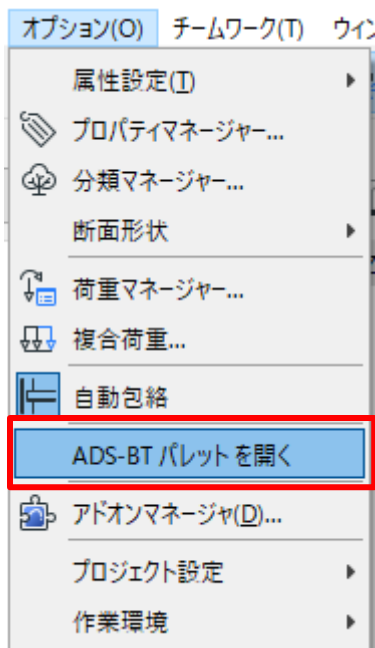 オプション(O) チームワーク(T) ウィン
属性設定(T)
プロパティマネージャー...
分類マネージャー...
断面形状
荷重マネージャー...
複合荷重...
自動包絡
ADS-BT パレット を開く
アドオンマネージャ(D)...
プロジェクト設定
作業環境